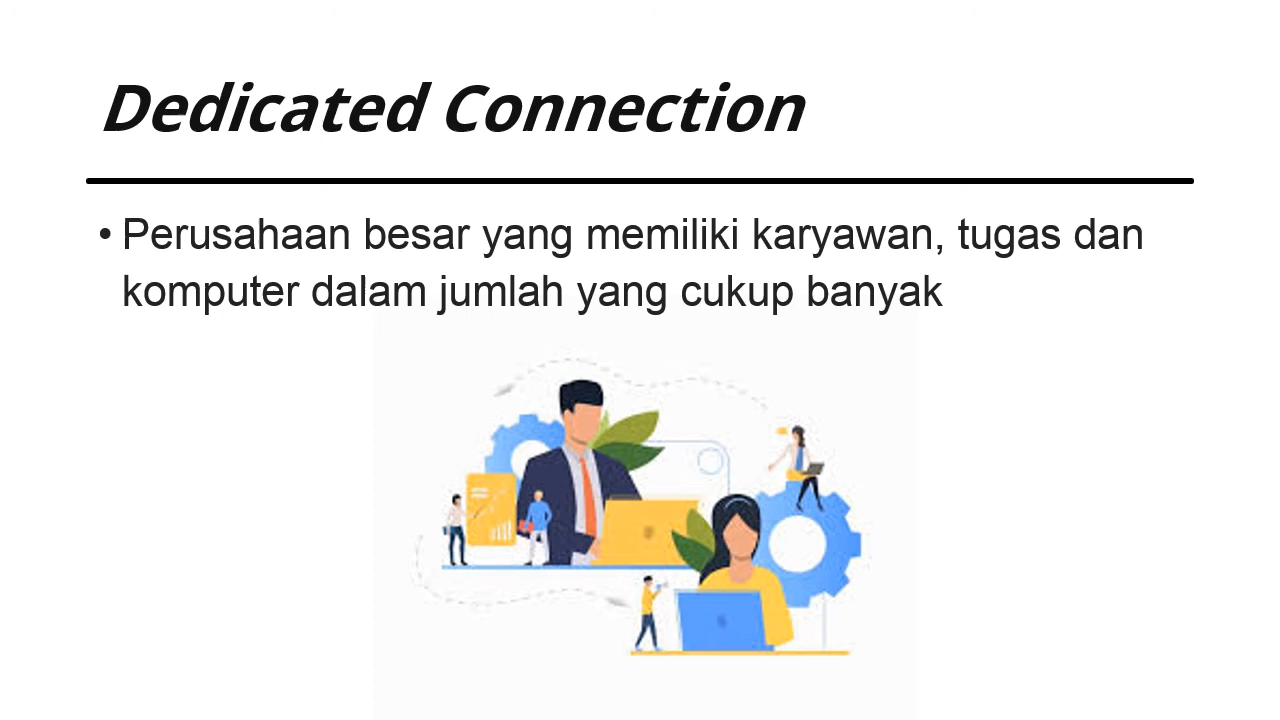 Dedicated Connection
• Perusahaan besar yang memiliki karyawan, tugas dan
komputer dalam jumlah yang cukup banyak